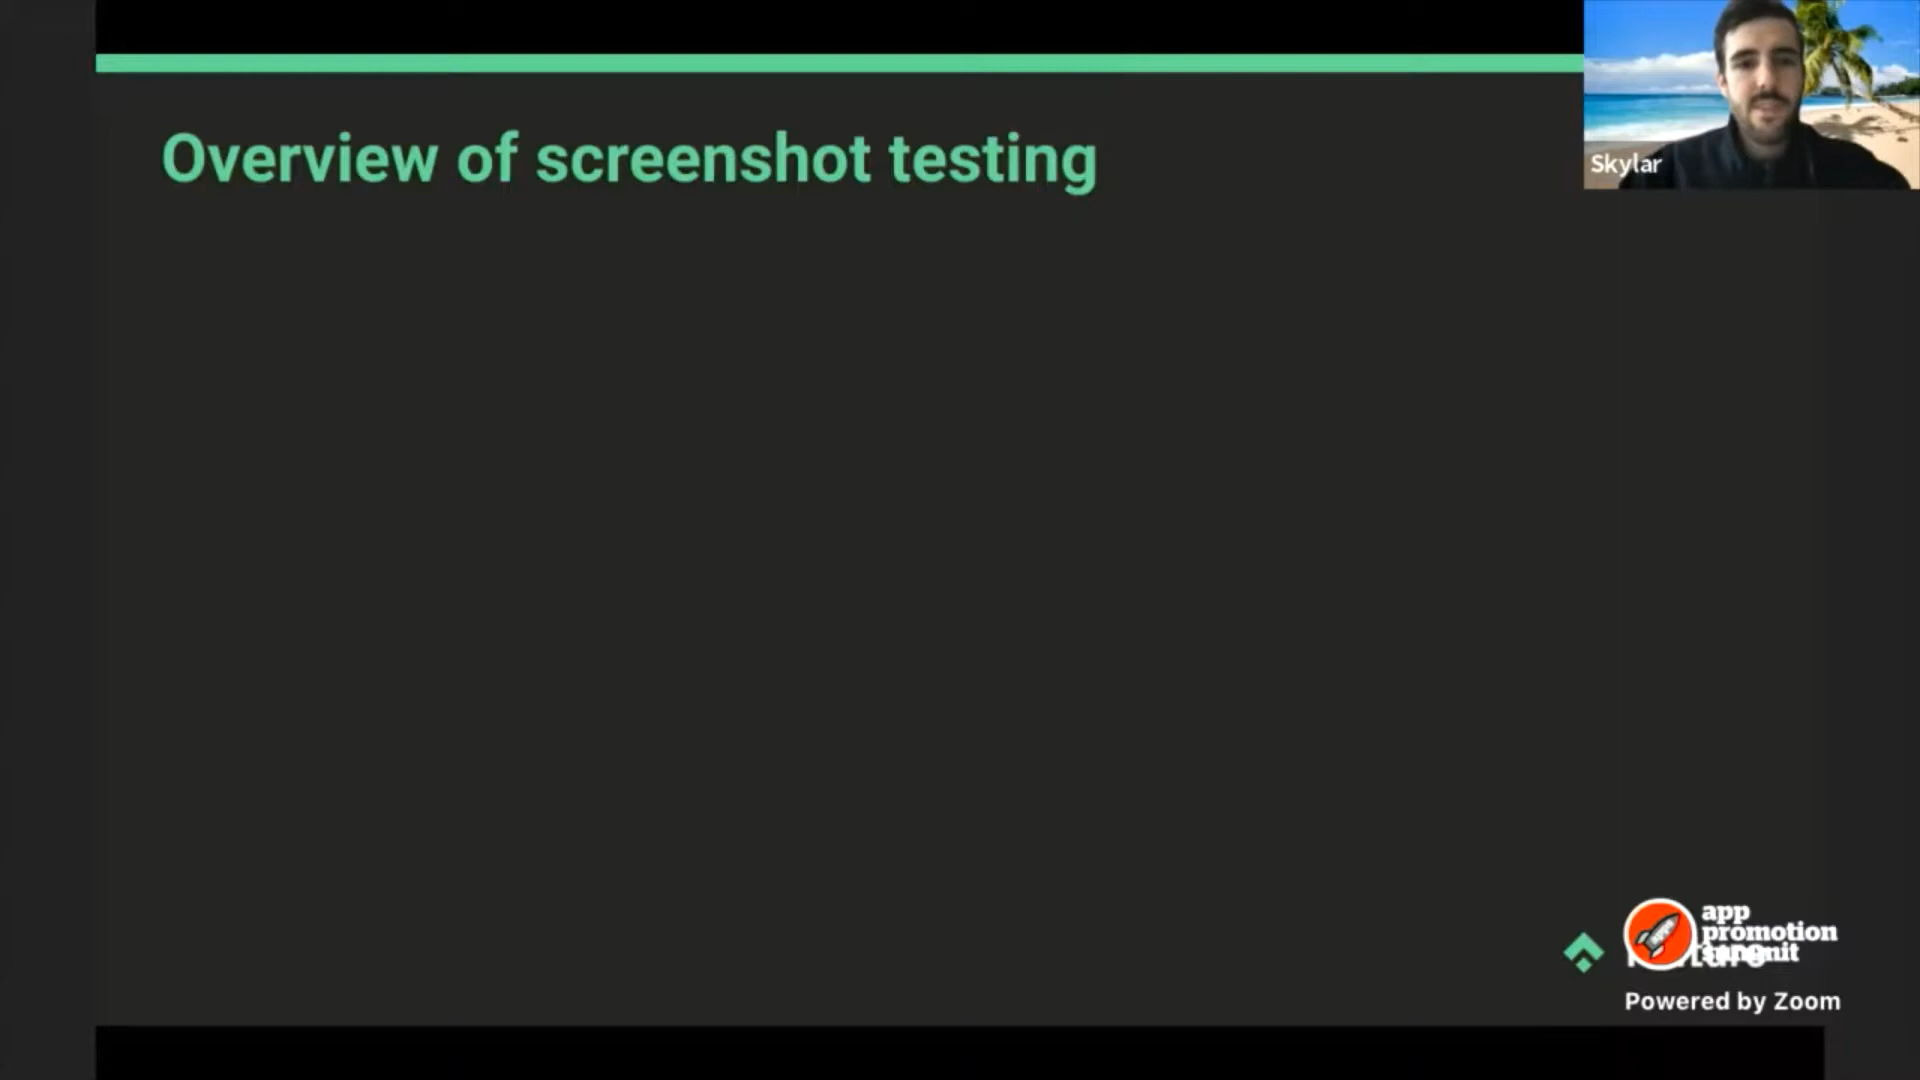 Overview of screenshot testing
Skylar
app
promotion
summit
Powered by Zoom